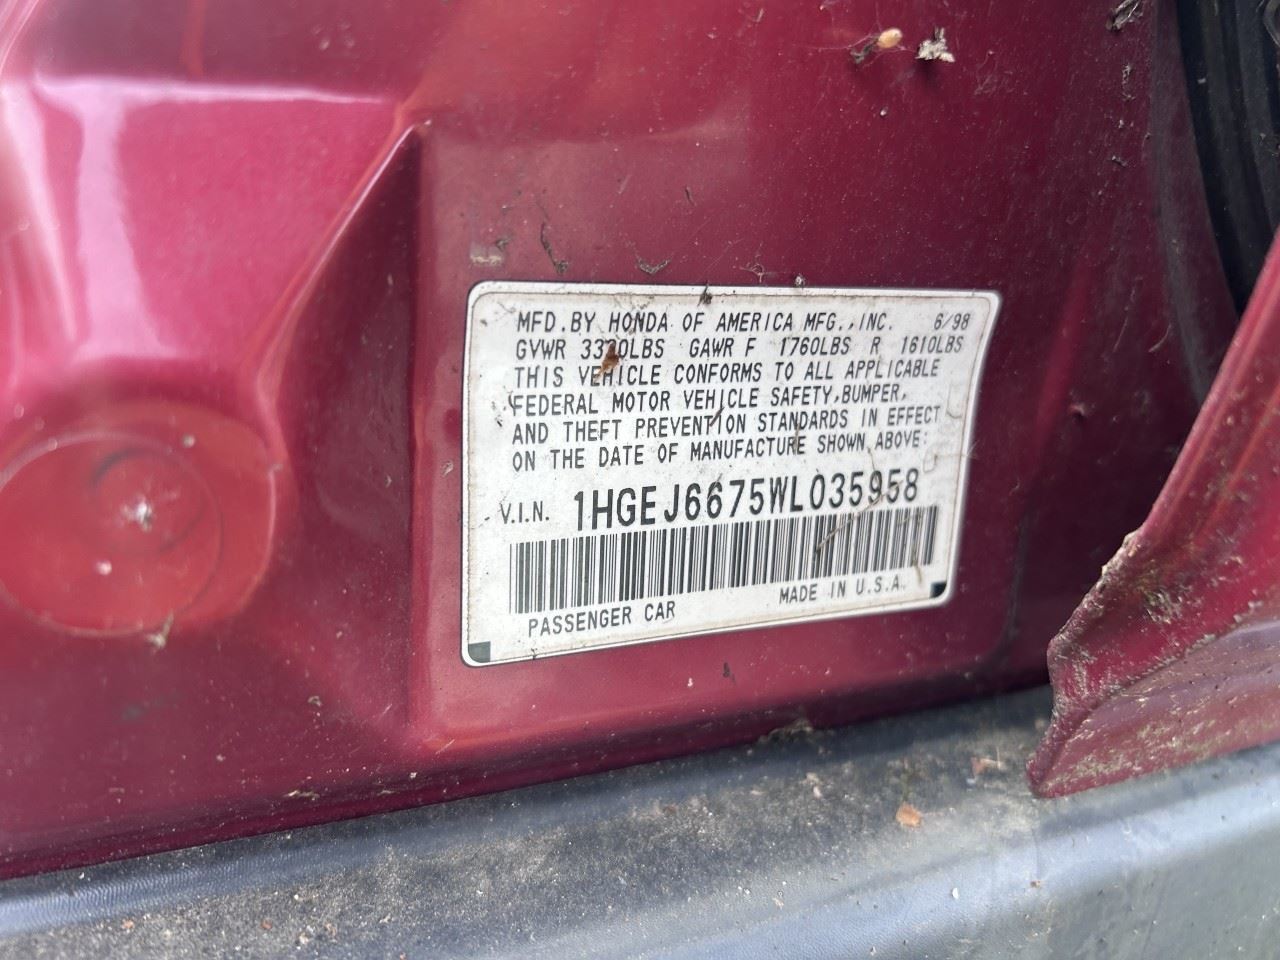 MFD.BY HONDA OF AMERICA MFG.,INC. 6/98
GVWR 3330LBS GAWR F 1760LBS R 1610LBS
THIS VEHICLE CONFORMS TO ALL APPLICABLE
FEDERAL MOTOR VEHICLE SAFETY,BUMPER,
AND THEFT PREVENTION STANDARDS IN EFFECT
ON THE DATE OF MANUFACTURE SHOWN ABOVE:
V.I.N. 1HGEJ6675WL035958
PASSENGER CAR MADE IN U.S.A.